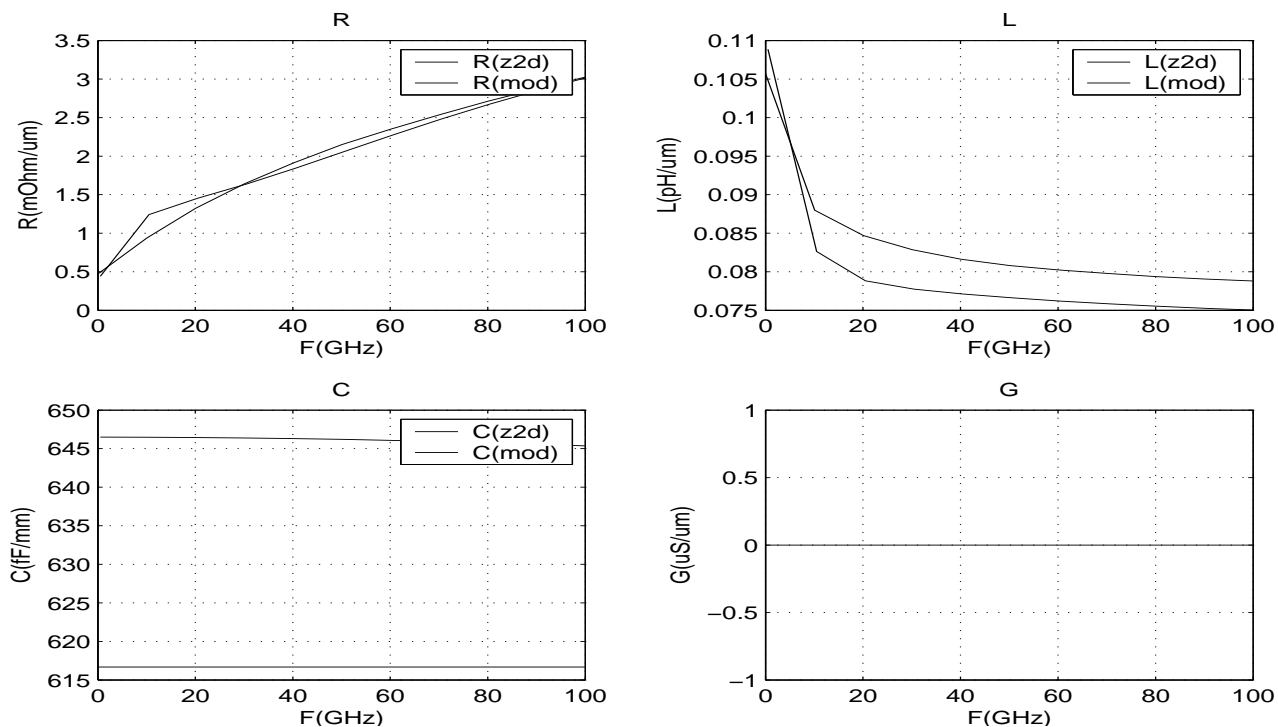 R
3.5
3
2.5
2
1.5
1
0.5
0
R(mOhm/um)
R(z2d)
R(mod)
0 20 40 60 80 100
F(GHz)
L
0.11
0.105
0.1
0.095
0.09
0.085
0.08
0.075
L(pH/um)
L(z2d)
L(mod)
0 20 40 60 80 100
F(GHz)
C
650
645
640
635
630
625
620
615
C(fF/mm)
C(z2d)
C(mod)
0 20 40 60 80 100
F(GHz)
G
1
0.5
0
−0.5
−1
G(uS/um)
0 20 40 60 80 100
F(GHz)